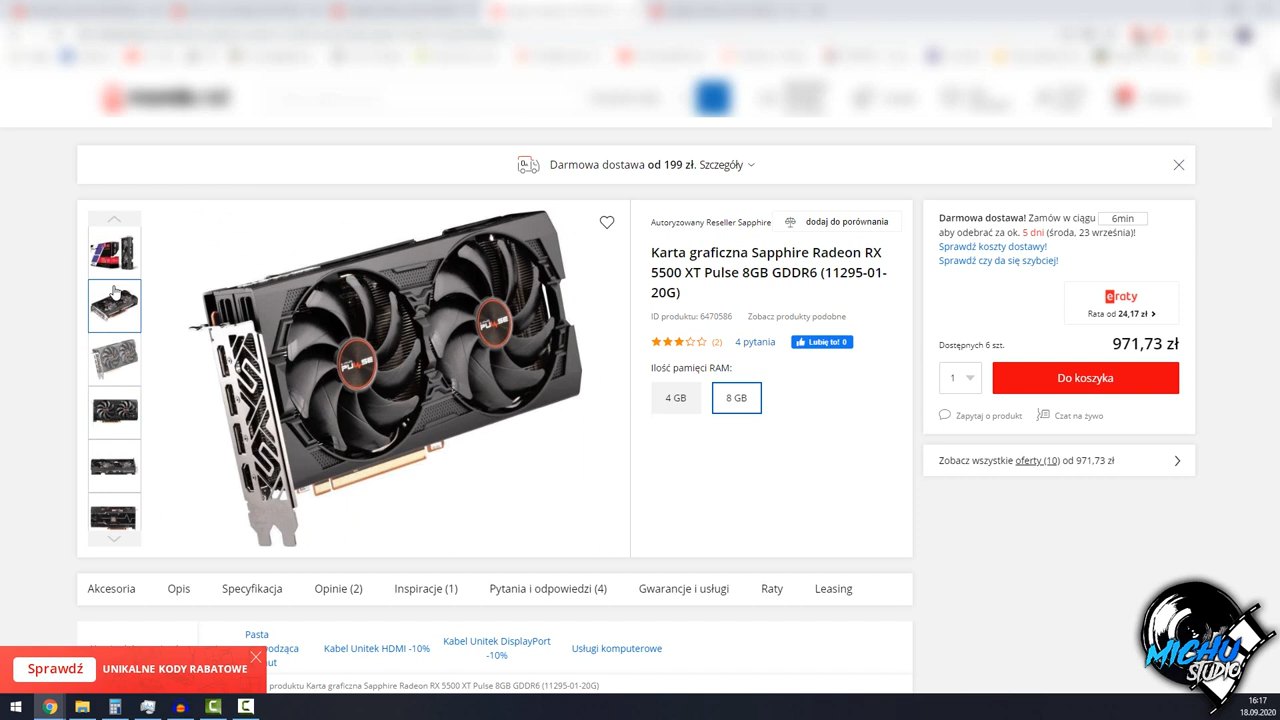 Darmowa dostawa od 199 zł. Szczegóły
Autoryzowany Reseller Sapphire
dodaj do porównania
Karta graficzna Sapphire Radeon RX
5500 XT Pulse 8GB GDDR6 (11295-01-
20G)
ID produktu: 6470586
Zobacz produkty podobne
(2)
4 pytania
Lubię to! 0
Ilość pamięci RAM:
4 GB
8 GB
Darmowa dostawa! Zamów w ciągu 6min
aby odebrać za ok. 5 dni (środa, 23 września)!
Sprawdź koszty dostawy!
Sprawdź czy da się szybciej!
eraty
Rata od 24,17 zł
Dostępnych 6 szt.
971,73 zł
1
Do koszyka
Zapytaj o produkt
Czat na żywo
Zobacz wszystkie oferty (10) od 971,73 zł
PULSE
PULSE
Akcesoria
Opis
Specyfikacja
Opinie (2)
Inspiracje (1)
Pytania i odpowiedzi (4)
Gwarancje i usługi
Raty
Leasing
Pasta
Kabel Unitek HDMI -10%
Kabel Unitek DisplayPort
-10%
Usługi komputerowe
produktu Karta graficzna Sapphire Radeon RX 5500 XT Pulse 8GB GDDR6 (11295-01-20G)
Sprawdź
UNIKALNE KODY RABATOWE
MICHU
STUDIO
16:17
18.09.2020